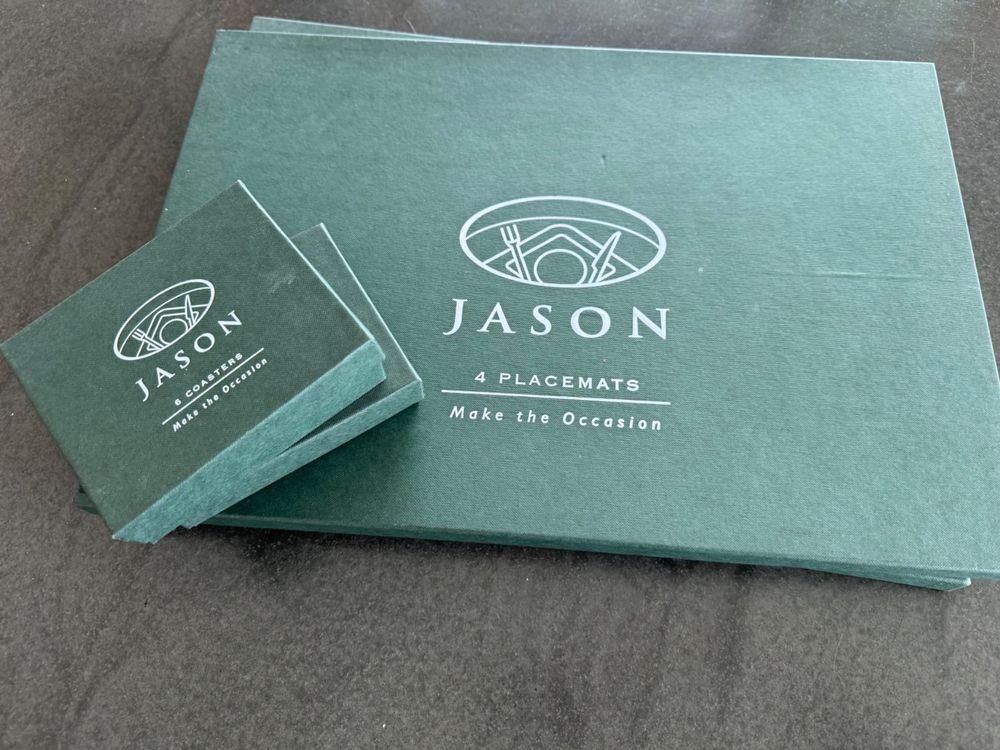 JASON
4 PLACEMATS
Make the Occasion
JASON
6 COASTERS
Make the Occasion